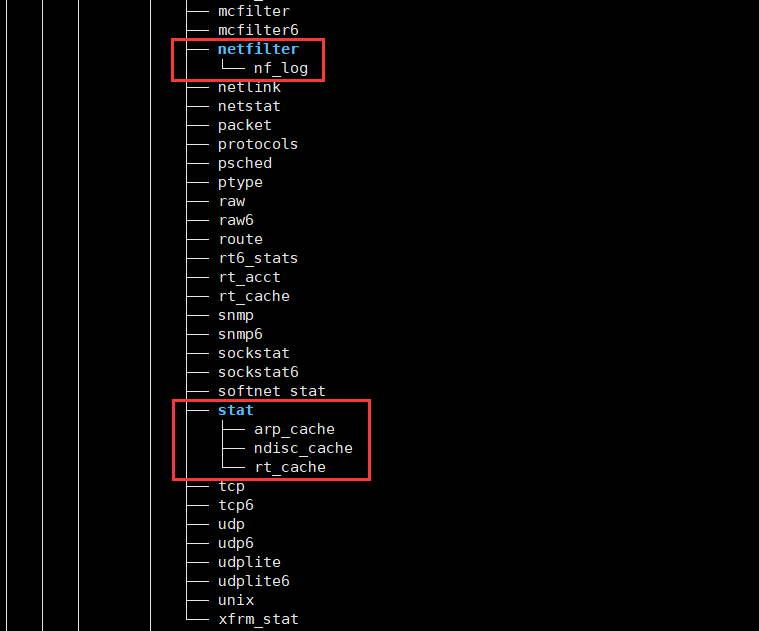 mcfilter
mcfilter6
netfilter
nf_log
netlink
netstat
packet
protocols
psched
ptype
raw
raw6
route
rt6_stats
rt_acct
rt_cache
snmp
snmp6
sockstat
sockstat6
softnet_stat
stat
arp_cache
ndisc_cache
rt_cache
tcp
tcp6
udp
udp6
udplite
udplite6
unix
xfrm_stat